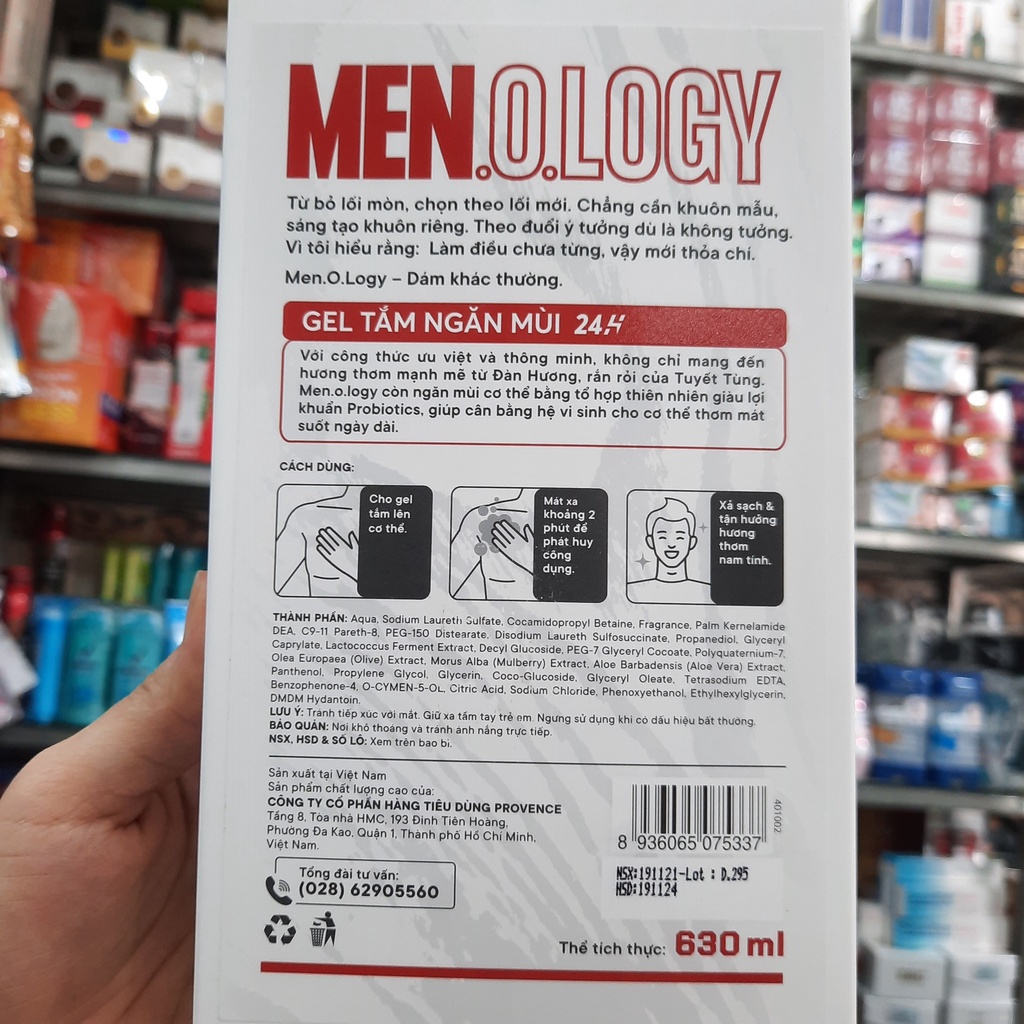 MEN.O.LOGY
Từ bỏ lối mòn, chọn theo lối mới. Chẳng cần khuôn mẫu,
sáng tạo khuôn riêng. Theo đuổi ý tưởng dù là không tưởng.
Vì tôi hiểu rằng: Làm điều chưa từng, vậy mới thỏa chí.
Men.O.Logy – Dám khác thường.
GEL TẮM NGĂN MÙI 24H
Với công thức ưu việt và thông minh, không chỉ mang đến
hương thơm mạnh mẽ từ Đàn Hương, rắn rỏi của Tuyết Tùng.
Men.o.logy còn ngăn mùi cơ thể bằng tổ hợp thiên nhiên giàu lợi
khuẩn Probiotics, giúp cân bằng hệ vi sinh cho cơ thể thơm mát
suốt ngày dài.
CÁCH DÙNG:
Cho gel
tắm lên
cơ thể.
Mát xa
khoảng 2
phút để
phát huy
công
dụng.
Xả sạch &
tận hưởng
hương
thơm
nam tính.
THÀNH PHẦN: Aqua, Sodium Laureth Sulfate, Cocamidopropyl Betaine, Fragrance, Palm Kernelamide
DEA, C9-11 Pareth-8, PEG-150 Distearate, Disodium Laureth Sulfosuccinate, Propanediol, Glyceryl
Caprylate, Lactococcus Ferment Extract, Decyl Glucoside, PEG-7 Glyceryl Cocoate, Polyquaternium-7,
Olea Europaea (Olive) Extract, Morus Alba (Mulberry) Extract, Aloe Barbadensis (Aloe Vera) Extract,
Panthenol, Propylene Glycol, Glycerin, Coco-Glucoside, Glyceryl Oleate, Tetrasodium EDTA,
Benzophenone-4, O-CYMEN-5-OL, Citric Acid, Sodium Chloride, Phenoxyethanol, Ethylhexylglycerin,
DMDM Hydantoin.
LƯU Ý: Tránh tiếp xúc với mắt. Giữ xa tầm tay trẻ em. Ngưng sử dụng khi có dấu hiệu bất thường.
BẢO QUẢN: Nơi khô thoáng và tránh ánh nắng trực tiếp.
NSX, HSD & SỐ LÔ: Xem trên bao bì.
Sản xuất tại Việt Nam
Sản phẩm chất lượng cao của:
CÔNG TY CỔ PHẦN HÀNG TIÊU DÙNG PROVENCE
Tầng 8, Tòa nhà HMC, 193 Đinh Tiên Hoàng,
Phường Đa Kao, Quận 1, Thành phố Hồ Chí Minh,
Việt Nam.
Tổng đài tư vấn:
(028) 62905560
401002
8 936065 075337
NSX:191121-Lot : D.295
HSD:191124
Thể tích thực: 630 ml